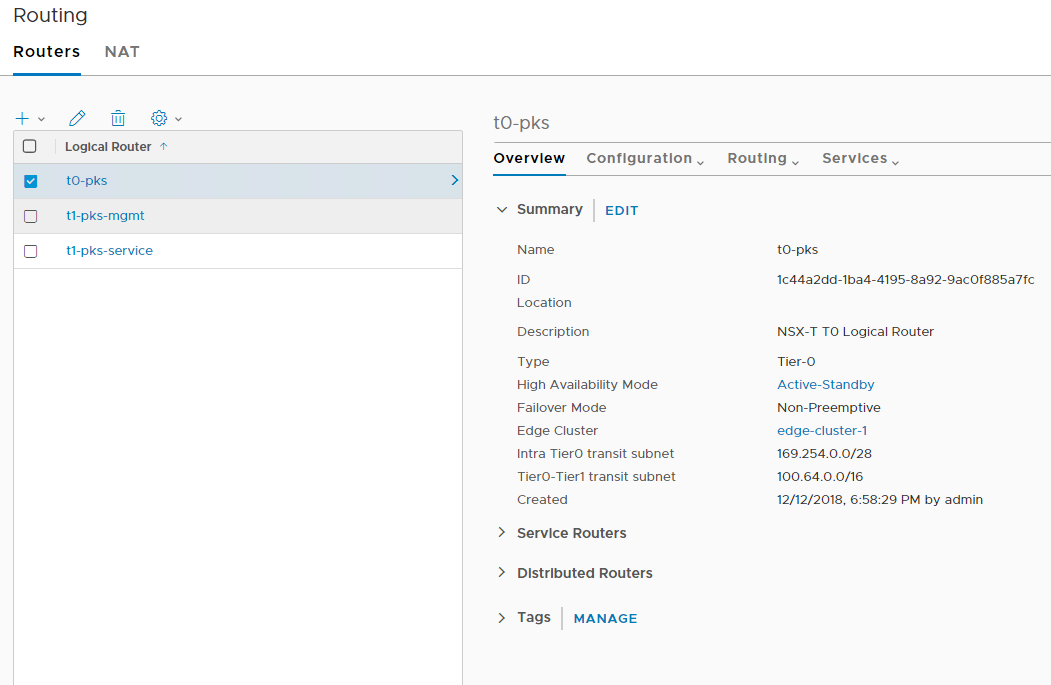 Routing
Routers NAT
Logical Router
t0-pks
t1-pks-mgmt
t1-pks-service
t0-pks
Overview Configuration Routing Services
Summary EDIT
Name t0-pks
ID 1c44a2dd-1ba4-4195-8a92-9ac0f885a7fc
Location
Description NSX-T T0 Logical Router
Type Tier-0
High Availability Mode Active-Standby
Failover Mode Non-Preemptive
Edge Cluster edge-cluster-1
Intra Tier0 transit subnet 169.254.0.0/28
Tier0-Tier1 transit subnet 100.64.0.0/16
Created 12/12/2018, 6:58:29 PM by admin
Service Routers
Distributed Routers
Tags MANAGE